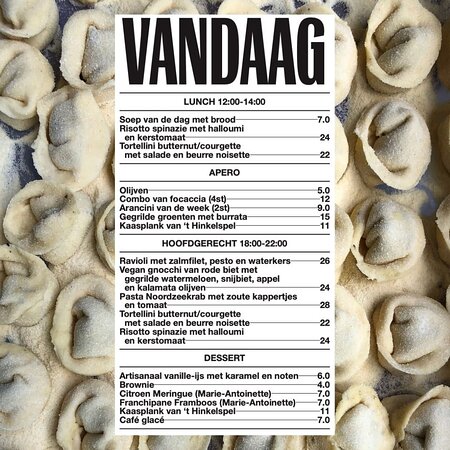 VANDAAG
LUNCH 12:00-14:00
Soep van de dag met brood 7.0
Risotto spinazie met halloumi
en kerstomaat 24
Tortellini butternut/courgette
met salade en beurre noisette 22
APERO
Olijven 5.0
Combo van focaccia (4st) 12
Arancini van de week (2st) 9.0
Gegrilde groenten met burrata 15
Kaasplank van ‘t Hinkelspel 11
HOOFDGERECHT 18:00-22:00
Ravioli met zalmfilet, pesto en waterkers 26
Vegan gnocchi van rode biet met
gegrilde watermeloen, snijbiet, appel
en kalamata olijven 24
Pasta Noordzeekrab met zoute kappertjes
en tomaat 28
Tortellini butternut/courgette
met salade en beurre noisette 22
Risotto spinazie met halloumi
en kerstomaat 24
DESSERT
Artisanaal vanille-ijs met karamel en noten 6.0
Brownie 4.0
Citroen Meringue (Marie-Antoinette) 7.0
Franchipane Framboos (Marie-Antoinette) 7.0
Kaasplank van ‘t Hinkelspel 11
Café glacé 7.0